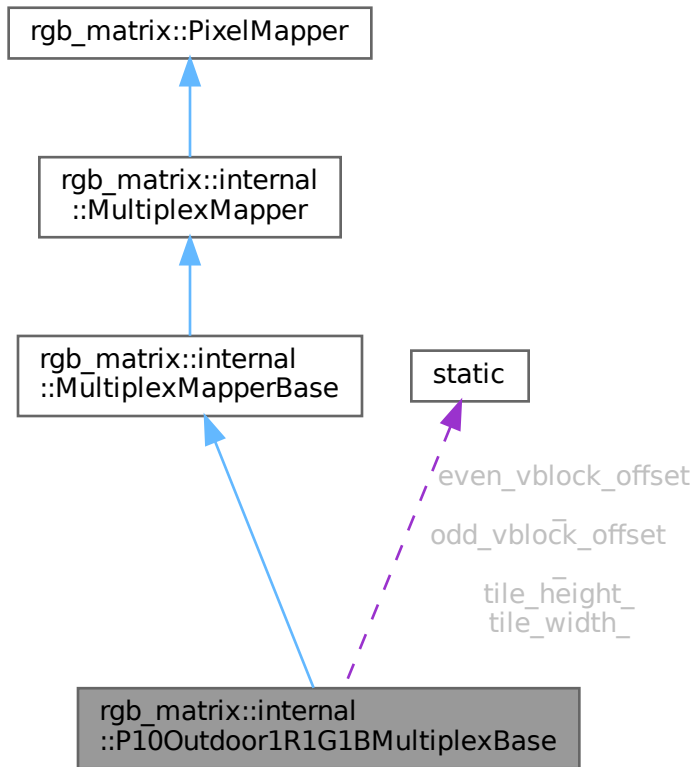 rgb_matrix::PixelMapper
rgb_matrix::internal
::MultiplexMapper
rgb_matrix::internal
::MultiplexMapperBase
static
even_vblock_offset
_
odd_vblock_offset
_
tile_height_
tile_width_
rgb_matrix::internal
::P10Outdoor1R1G1BMultiplexBase